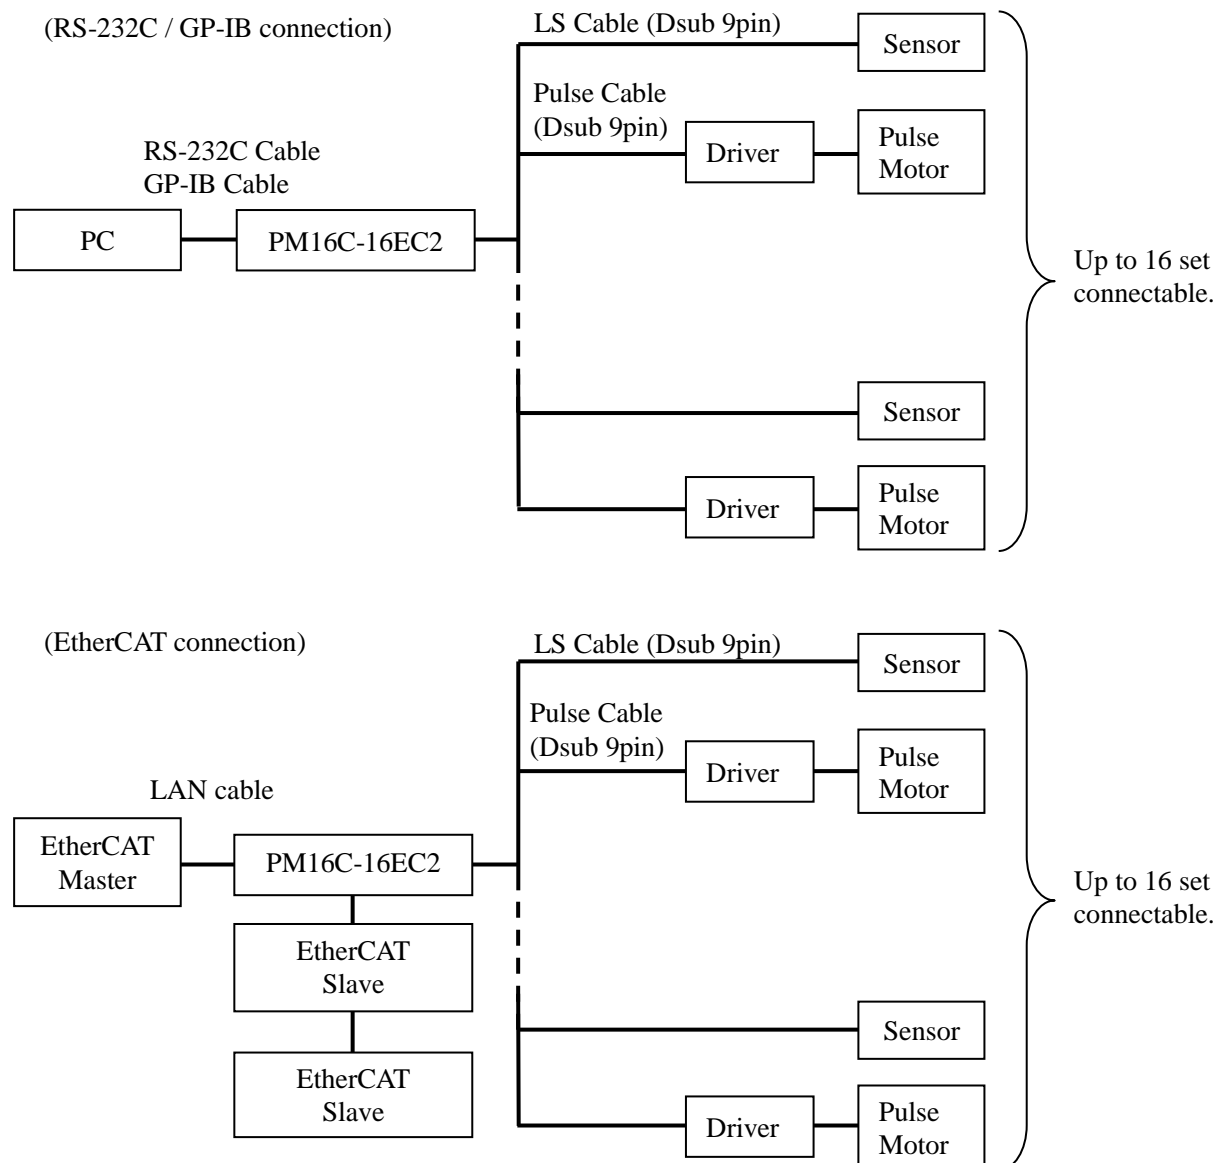 (RS-232C / GP-IB connection)
LS Cable (Dsub 9pin)
Sensor
Pulse Cable
(Dsub 9pin)
Driver
Pulse
Motor
RS-232C Cable
GP-IB Cable
PC
PM16C-16EC2
Up to 16 set
connectable.
Sensor
Driver
Pulse
Motor
(EtherCAT connection)
LS Cable (Dsub 9pin)
Sensor
Pulse Cable
(Dsub 9pin)
Driver
Pulse
Motor
LAN cable
EtherCAT
Master
PM16C-16EC2
Up to 16 set
connectable.
EtherCAT
Slave
Sensor
EtherCAT
Slave
Driver
Pulse
Motor